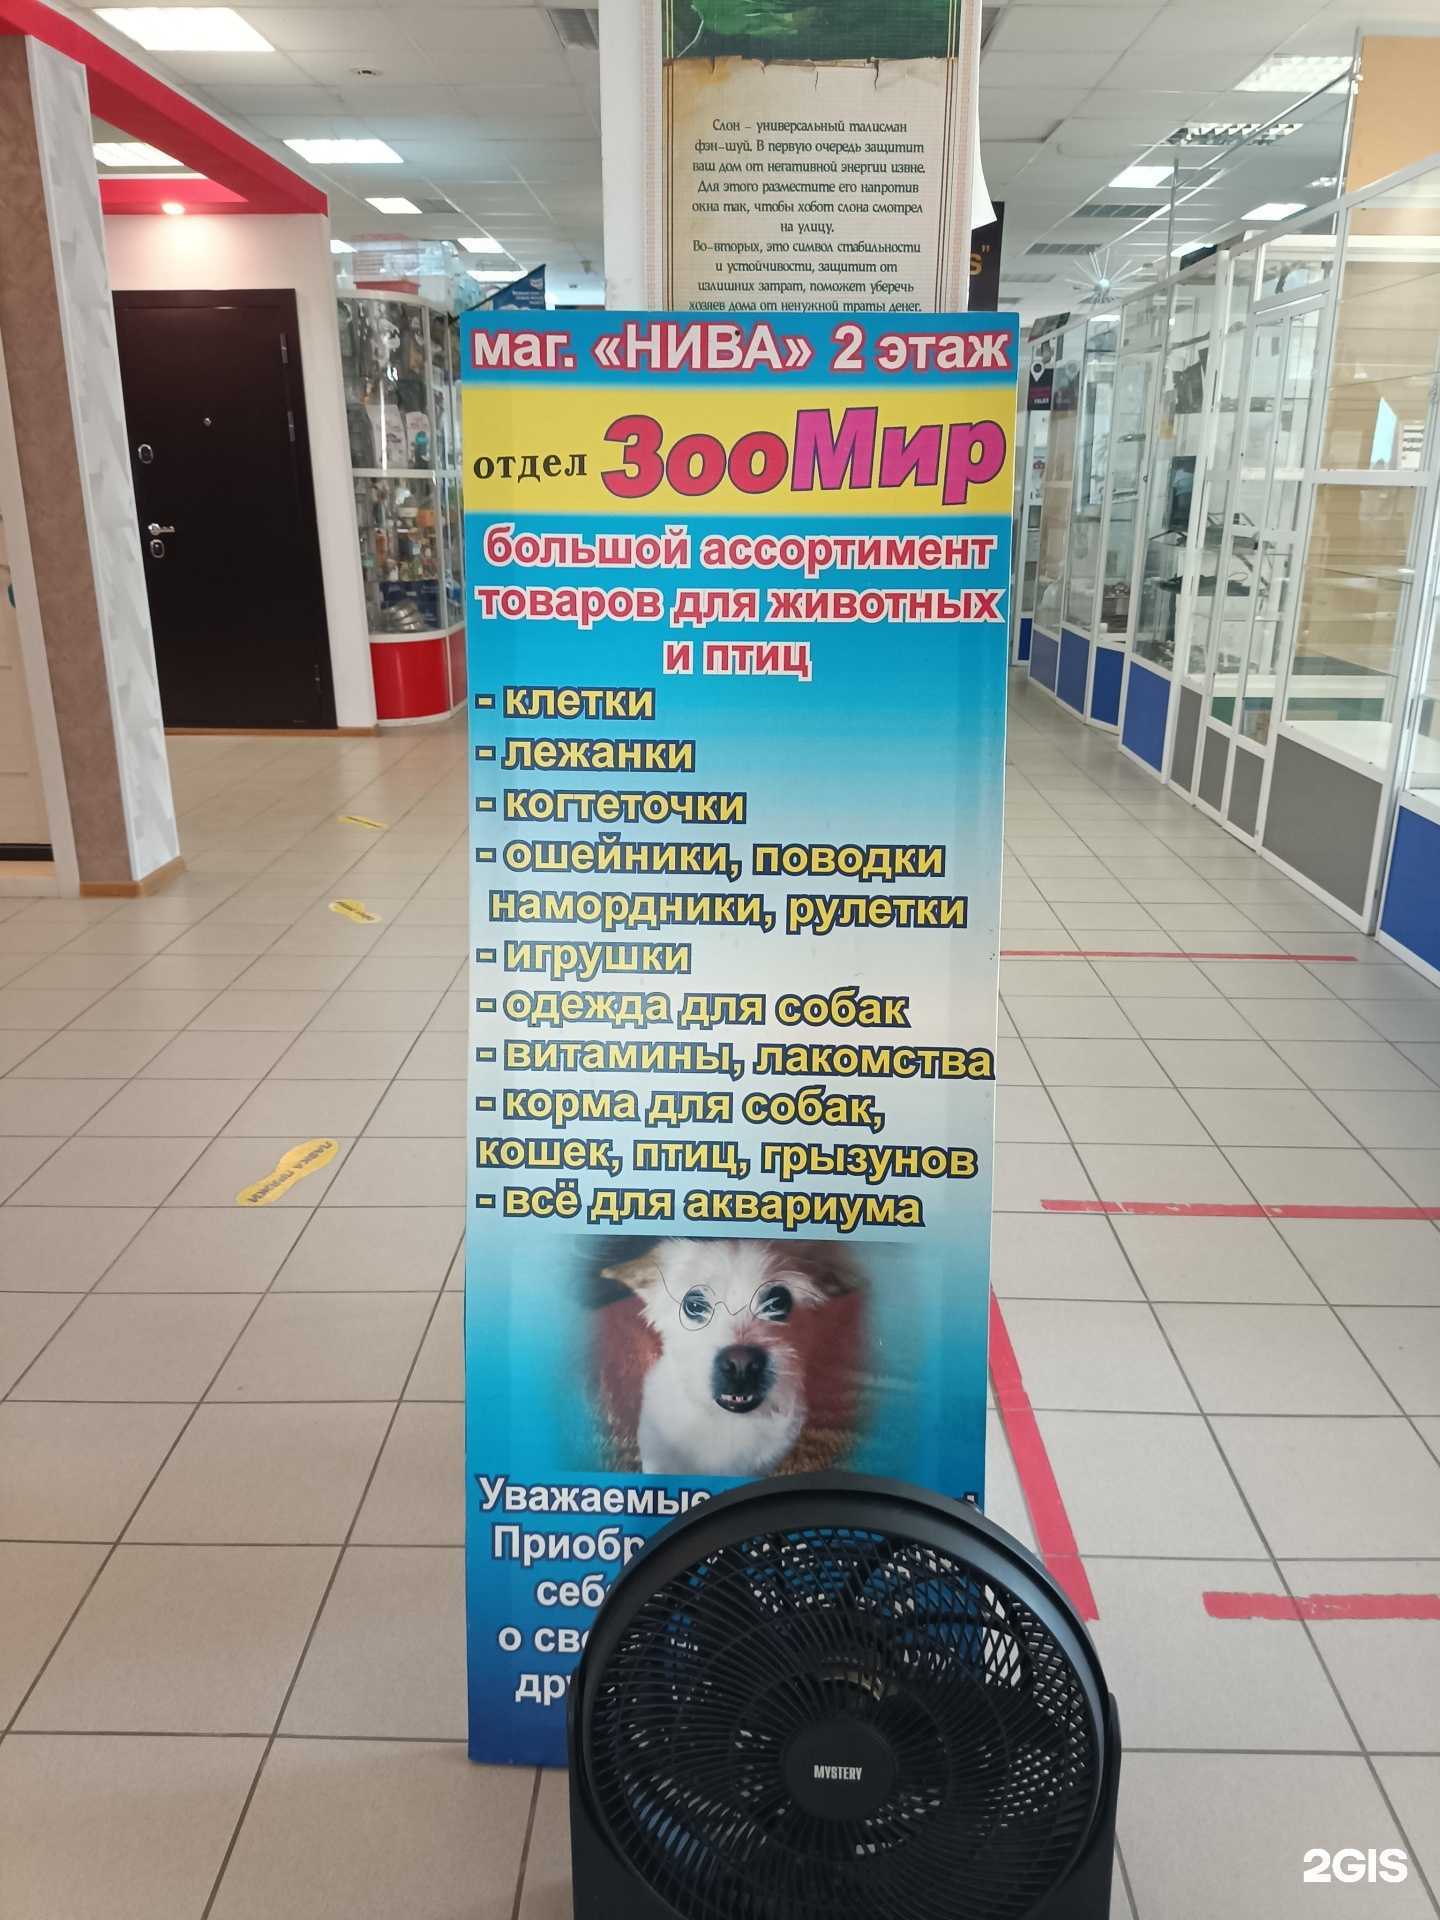 Слон – универсальный талисман
фэн-шуй. В первую очередь защитит
ваш дом от негативной энергии извне.
Для этого разместите его напротив
окна так, чтобы хобот слона смотрел
на улицу.
Во-вторых, это символ стабильности
и устойчивости, защитит от
излишних затрат, поможет уберечь
хозяев дома от ненужной траты денег.
маг. «НИВА» 2 этаж
отдел ЗооМир
большой ассортимент
товаров для животных
и птиц
- клетки
- лежанки
- когтеточки
- ошейники, поводки
намордники, рулетки
- игрушки
- одежда для собак
- витамины, лакомства
- корма для собак,
кошек, птиц, грызунов
- всё для аквариума
Уважаемые
Приобр
себ
о св
др
MYSTERY
ЛАВКА ПРЯЖИ
2GIS